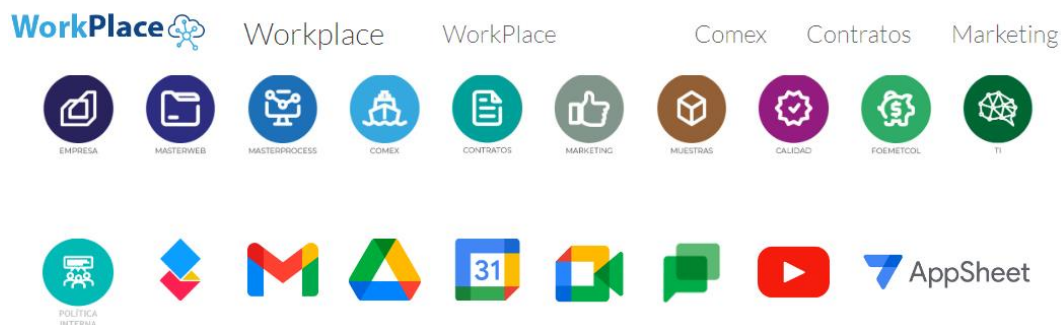 WorkPlace Workplace WorkPlace Comex Contratos Marketing
EMPRESA MASTERWEB MASTERPROCESS COMEX CONTRATOS MARKETING MUESTRAS CALIDAD FOEMETCOL TI
31 AppSheet
POLÍTICA
INTERNA